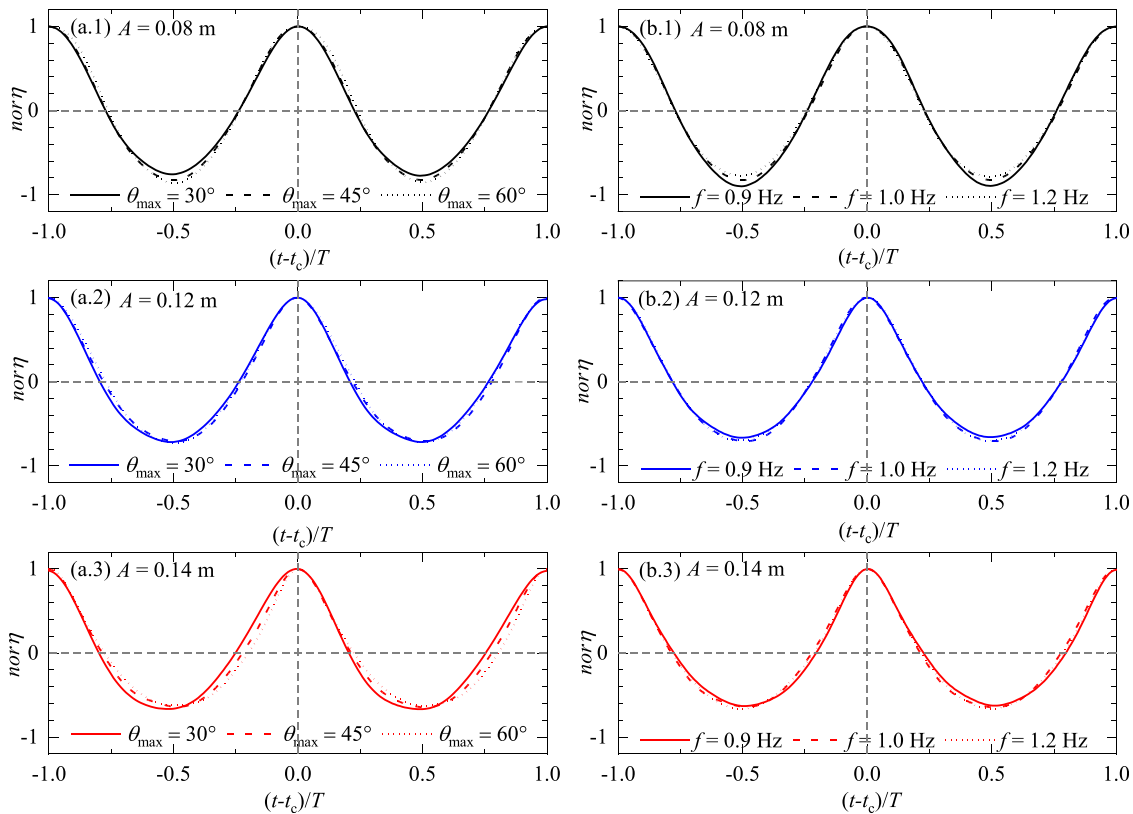 (a.1) A = 0.08 m
norη
1
0
-1
θmax = 30° θmax = 45° θmax = 60°
-1.0 -0.5 0.0 0.5 1.0
(t-tc)/T
(b.1) A = 0.08 m
norη
1
0
-1
f = 0.9 Hz f = 1.0 Hz f = 1.2 Hz
-1.0 -0.5 0.0 0.5 1.0
(t-tc)/T
(a.2) A = 0.12 m
norη
1
0
-1
θmax = 30° θmax = 45° θmax = 60°
-1.0 -0.5 0.0 0.5 1.0
(t-tc)/T
(b.2) A = 0.12 m
norη
1
0
-1
f = 0.9 Hz f = 1.0 Hz f = 1.2 Hz
-1.0 -0.5 0.0 0.5 1.0
(t-tc)/T
(a.3) A = 0.14 m
norη
1
0
-1
θmax = 30° θmax = 45° θmax = 60°
-1.0 -0.5 0.0 0.5 1.0
(t-tc)/T
(b.3) A = 0.14 m
norη
1
0
-1
f = 0.9 Hz f = 1.0 Hz f = 1.2 Hz
-1.0 -0.5 0.0 0.5 1.0
(t-tc)/T